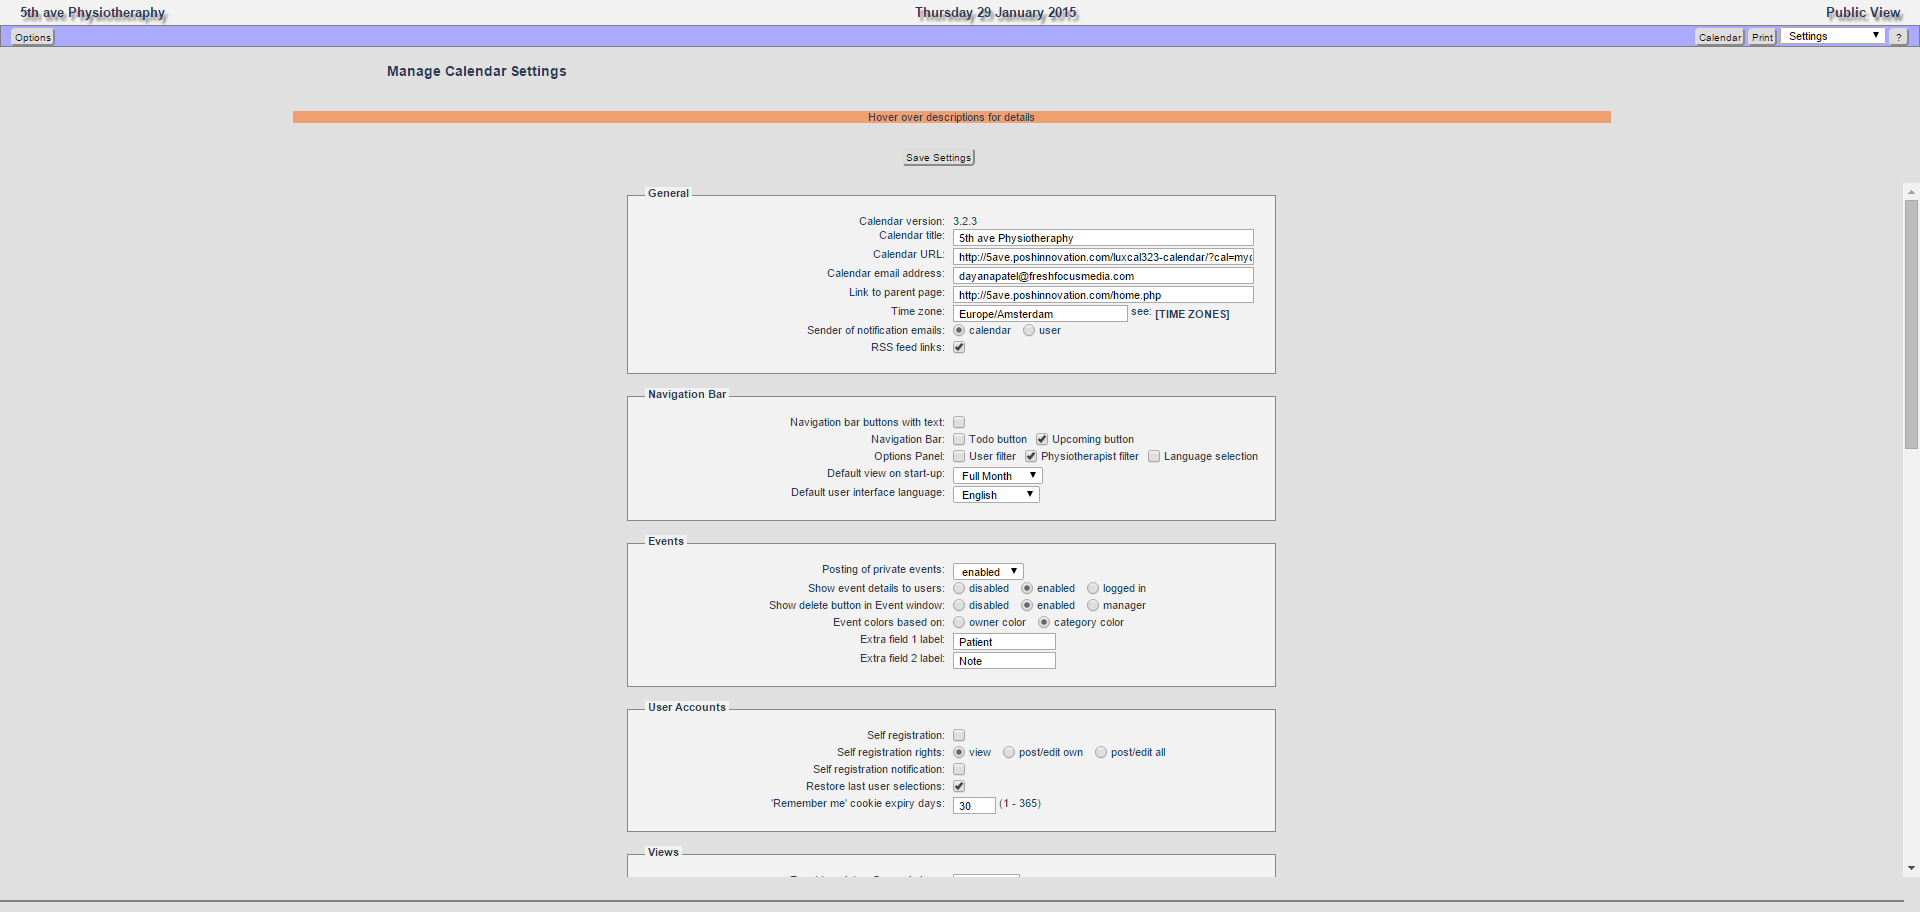 5th ave Physiotheraphy Thursday 29 January 2015 Public View
Options Calendar Print Settings ?
Manage Calendar Settings
Hover over descriptions for details
Save Settings
General
Calendar version: 3.2.3
Calendar title: 5th ave Physiotheraphy
Calendar URL: http://5ave.poshinnovation.com/luxcal323-calendar/?cal=myc
Calendar email address: dayanapatel@freshfocusmedia.com
Link to parent page: http://5ave.poshinnovation.com/home.php
Time zone: Europe/Amsterdam see: [TIME ZONES]
Sender of notification emails: calendar user
RSS feed links:
Navigation Bar
Navigation bar buttons with text:
Navigation Bar: Todo button Upcoming button
Options Panel: User filter Physiotherapist filter Language selection
Default view on start-up: Full Month
Default user interface language: English
Events
Posting of private events: enabled
Show event details to users: disabled enabled logged in
Show delete button in Event window: disabled enabled manager
Event colors based on: owner color category color
Extra field 1 label: Patient
Extra field 2 label: Note
User Accounts
Self registration:
Self registration rights: view post/edit own post/edit all
Self registration notification:
Restore last user selections:
'Remember me' cookie expiry days: 30 (1 - 365)
Views